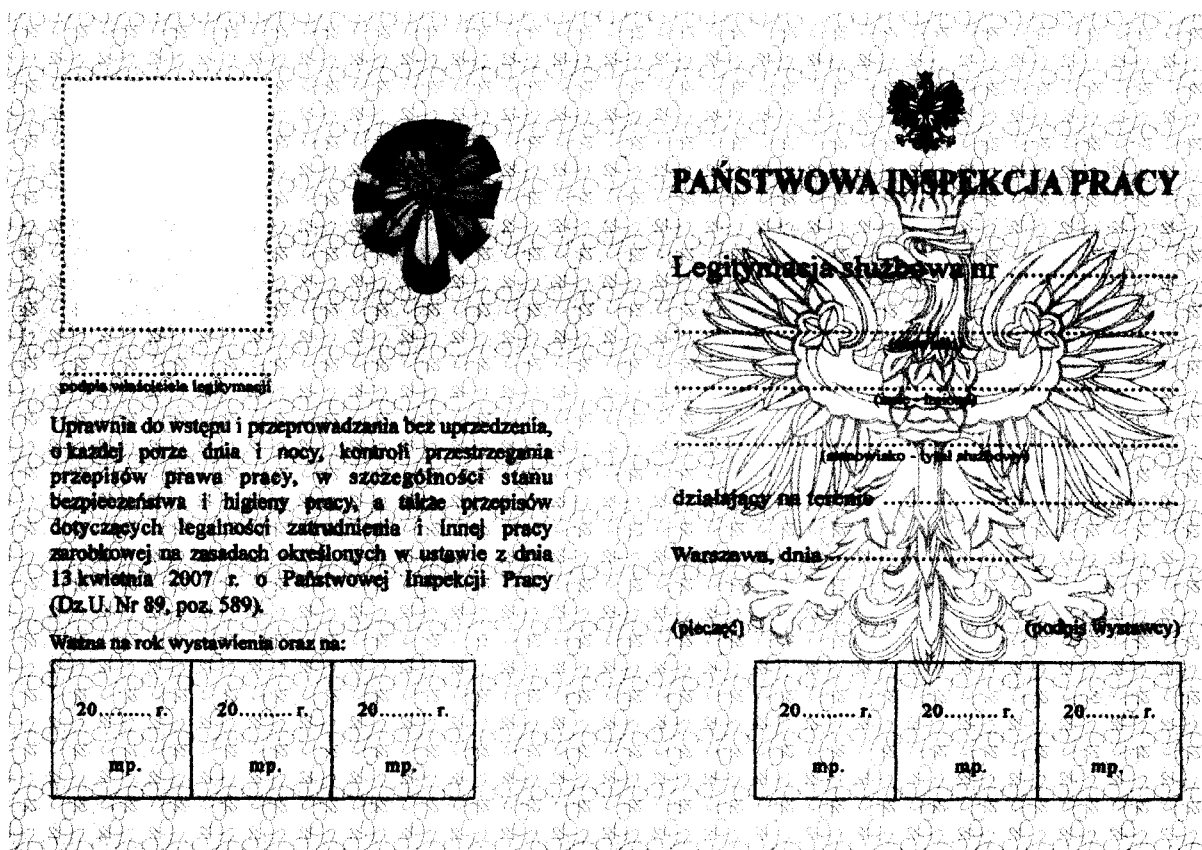 podpis właściciela legitymacji
Uprawnia do wstępu i przeprowadzania bez uprzedzenia,
o każdej porze dnia i nocy, kontroli przestrzegania
przepisów prawa pracy, w szczególności stanu
bezpieczeństwa i higieny pracy, a także przepisów
dotyczących legalności zatrudnienia i innej pracy
zarobkowej na zasadach określonych w ustawie z dnia
13 kwietnia 2007 r. o Państwowej Inspekcji Pracy
(Dz.U. Nr 89, poz. 589).
Ważna na rok wystawienia oraz na:
20......... r. 20......... r. 20......... r.
mp. mp. mp.
PAŃSTWOWA INSPEKCJA PRACY
Legitymacja służbowa nr ........................
(stanowisko - tytuł służbowy)
działający na terenie ........................
Warszawa, dnia ........................
(pieczęć) (podpis wystawcy)
20......... r. 20......... r. 20......... r.
mp. mp. mp.